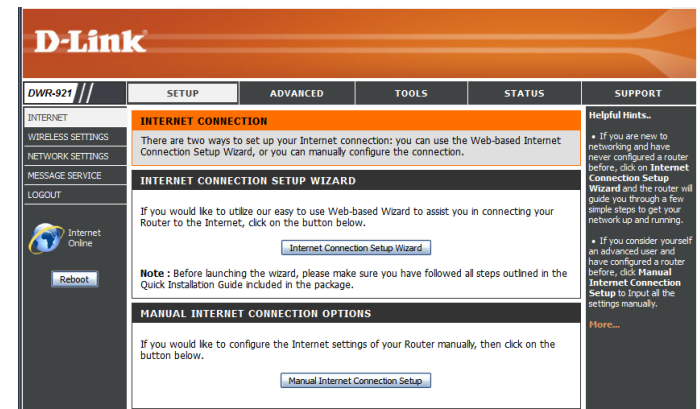 D-Link
DWR-921 //
SETUP
ADVANCED
TOOLS
STATUS
SUPPORT
INTERNET
WIRELESS SETTINGS
NETWORK SETTINGS
MESSAGE SERVICE
LOGOUT
Internet
Online
Reboot
INTERNET CONNECTION
There are two ways to set up your Internet connection: you can use the Web-based Internet
Connection Setup Wizard, or you can manually configure the connection.
INTERNET CONNECTION SETUP WIZARD
If you would like to utilize our easy to use Web-based Wizard to assist you in connecting your
Router to the Internet, click on the button below.
Internet Connection Setup Wizard
Note : Before launching the wizard, please make sure you have followed all steps outlined in the
Quick Installation Guide included in the package.
MANUAL INTERNET CONNECTION OPTIONS
If you would like to configure the Internet settings of your Router manually, then click on the
button below.
Manual Internet Connection Setup
Helpful Hints..
• If you are new to
networking and have
never configured a router
before, click on Internet
Connection Setup
Wizard and the router will
guide you through a few
simple steps to get your
network up and running.
• If you consider yourself
an advanced user and
have configured a router
before, click Manual
Internet Connection
Setup to Input all the
settings manually.
More...